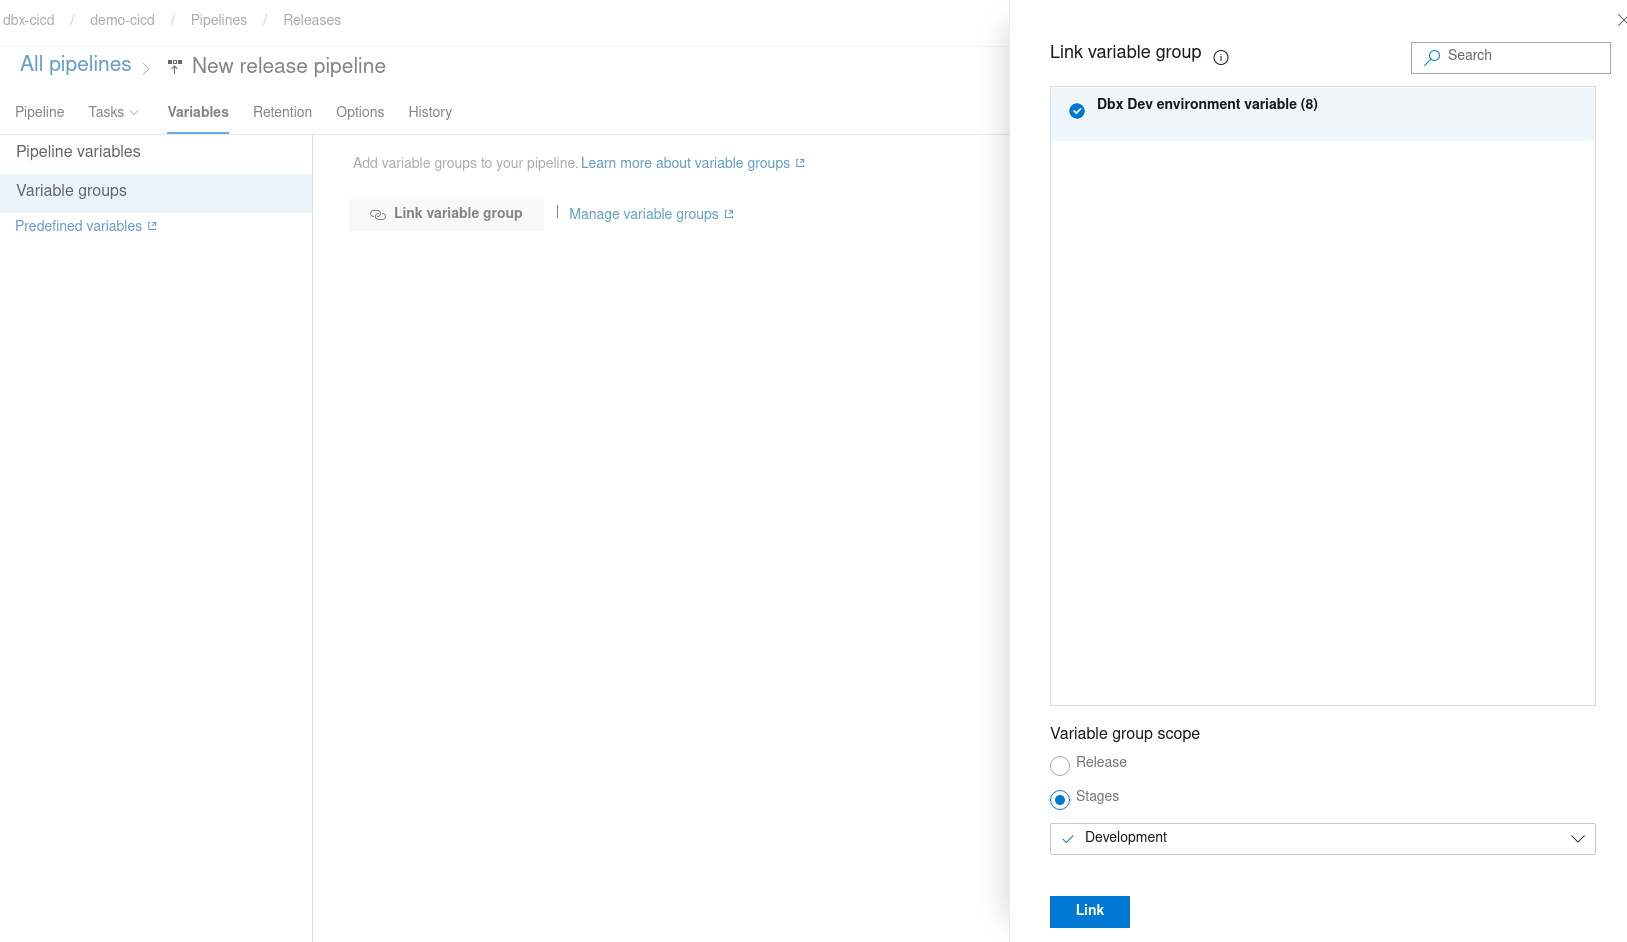 dbx-cicd / demo-cicd / Pipelines / Releases
All pipelines > New release pipeline
Pipeline Tasks Variables Retention Options History
Pipeline variables
Variable groups
Predefined variables
Add variable groups to your pipeline. Learn more about variable groups
Link variable group | Manage variable groups
Link variable group
Search
Dbx Dev environment variable (8)
Variable group scope
Release
Stages
Development
Link